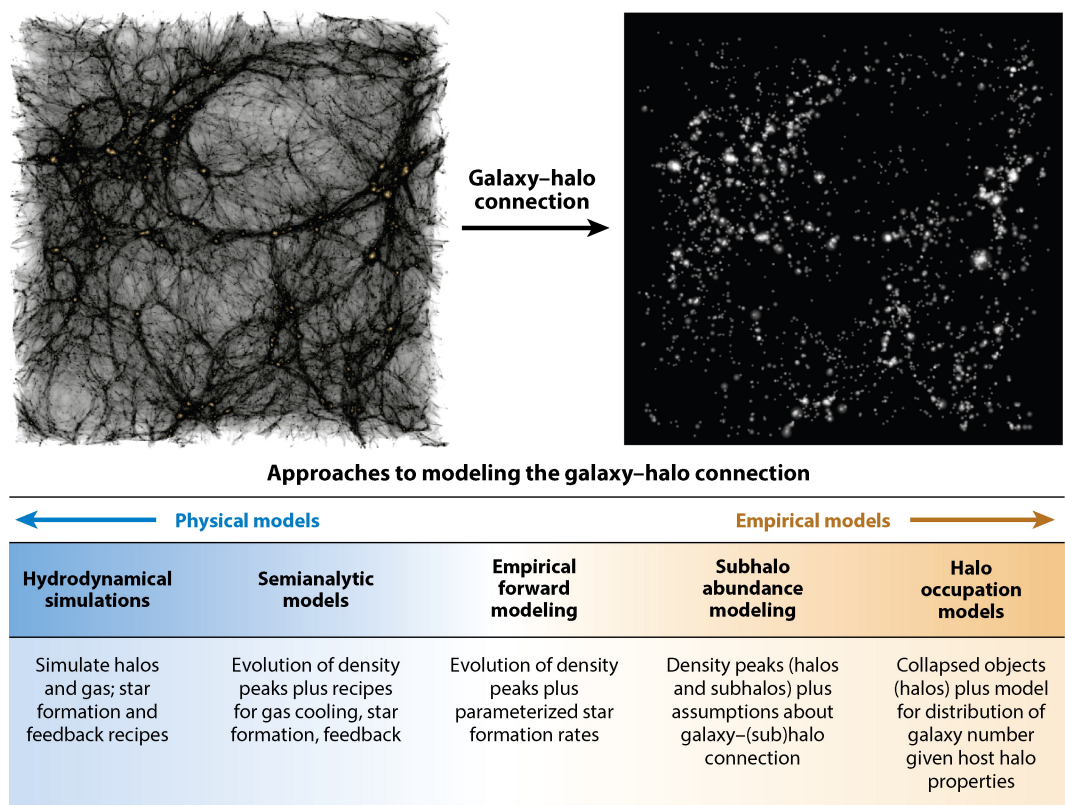 Galaxy–halo
connection
Approaches to modeling the galaxy–halo connection
Physical models
Empirical models
Hydrodynamical
simulations
Semianalytic
models
Empirical
forward
modeling
Subhalo
abundance
modeling
Halo
occupation
models
Simulate halos
and gas; star
formation and
feedback recipes
Evolution of density
peaks plus recipes
for gas cooling, star
formation, feedback
Evolution of density
peaks plus
parameterized star
formation rates
Density peaks (halos
and subhalos) plus
assumptions about
galaxy–(sub)halo
connection
Collapsed objects
(halos) plus model
for distribution of
galaxy number
given host halo
properties